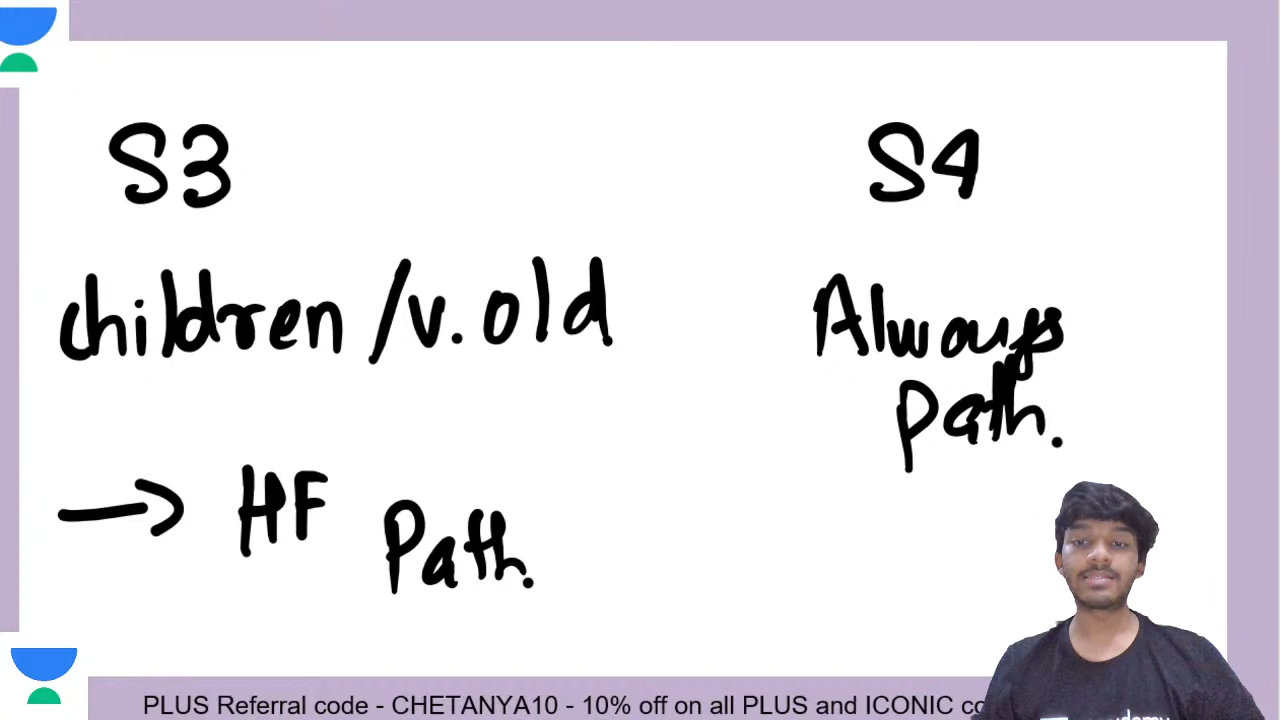 S3
S4
children / v. old
Always
path.
→ HF Path.
PLUS Referral code - CHETANYA10 - 10% off on all PLUS and ICONIC